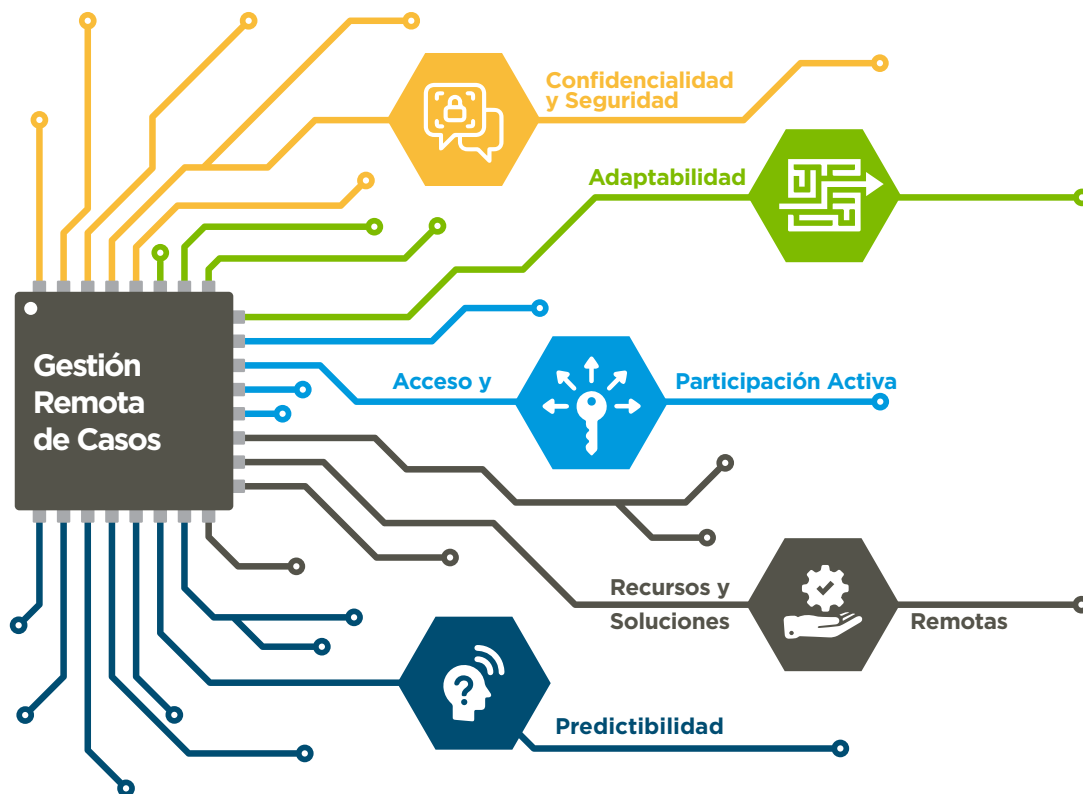 Confidencialidad
y Seguridad
Adaptabilidad
Gestión
Remota
de Casos
Acceso y
Participación Activa
Recursos y
Soluciones
Remotas
?
Predictibilidad